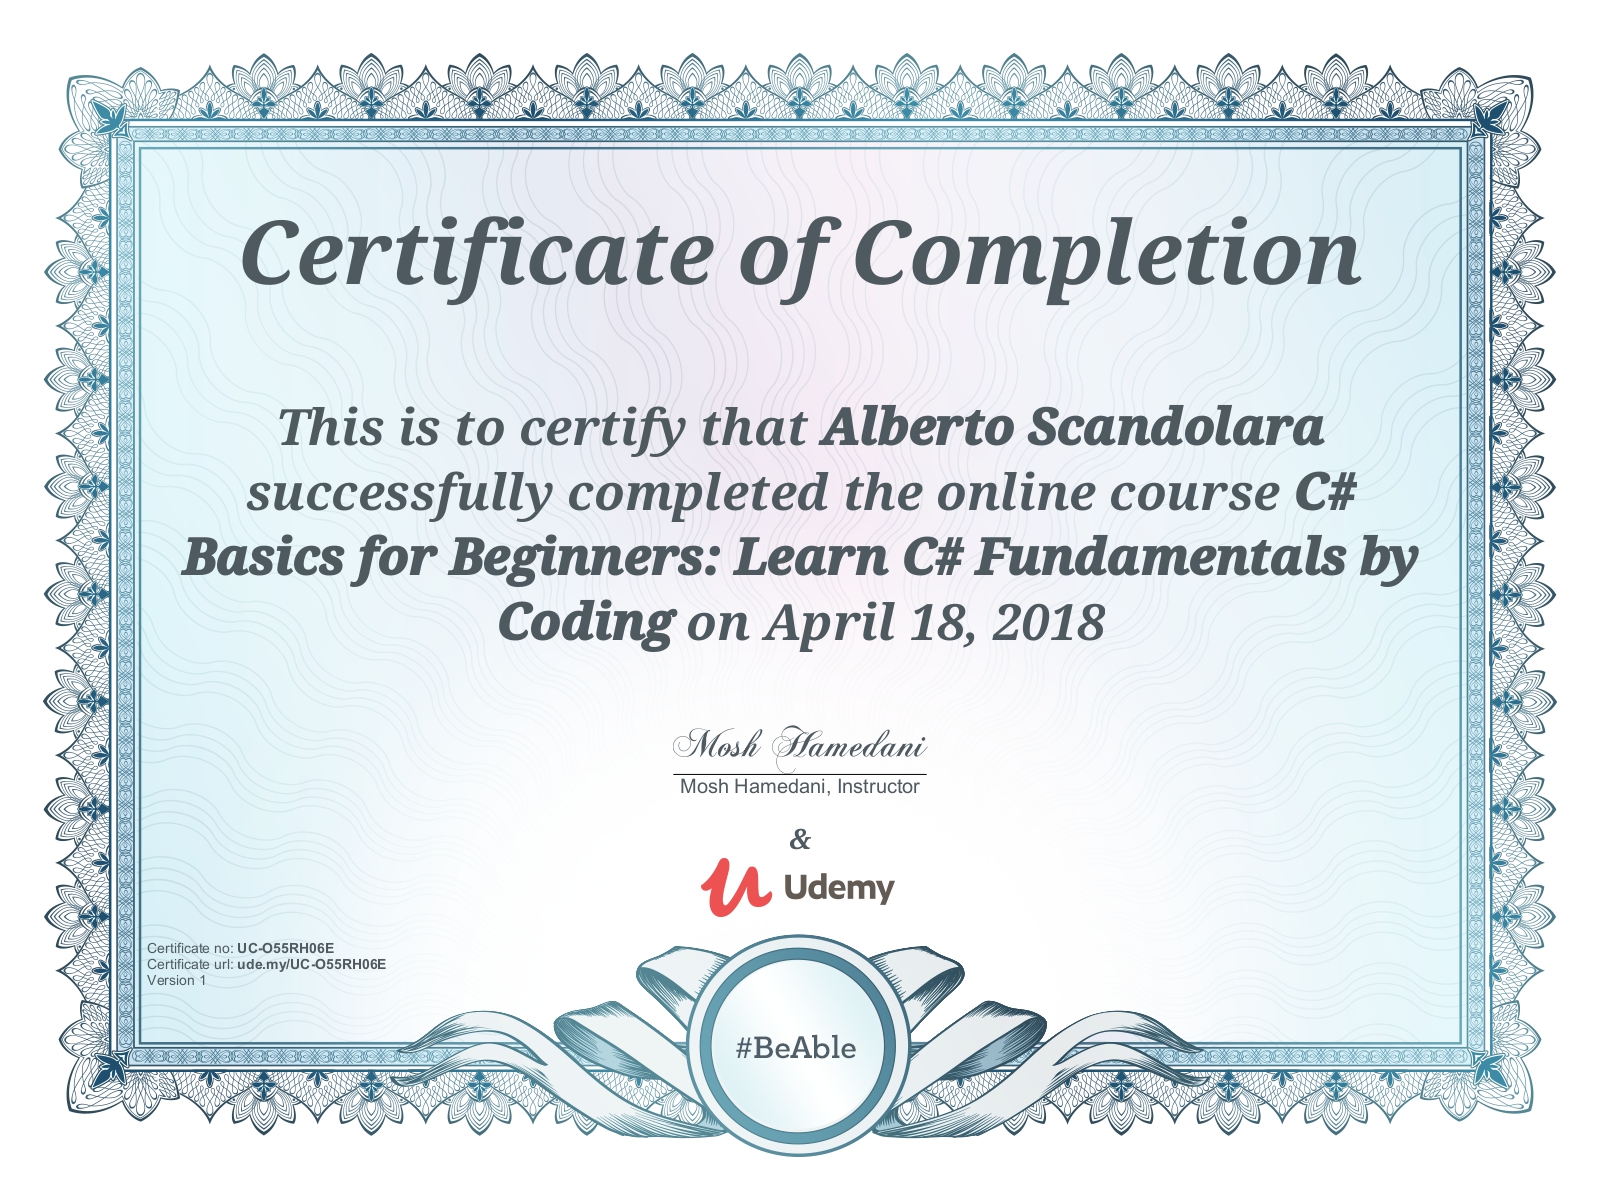 Certificate of Completion
This is to certify that Alberto Scandolara
successfully completed the online course C#
Basics for Beginners: Learn C# Fundamentals by
Coding on April 18, 2018
Mosh Hamedani
Mosh Hamedani, Instructor
&
Udemy
Certificate no: UC-O55RH06E
Certificate url: ude.my/UC-O55RH06E
Version 1
#BeAble